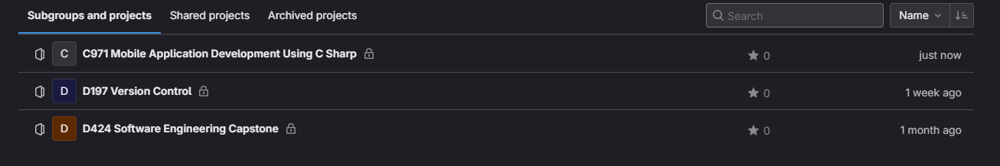 Subgroups and projects Shared projects Archived projects Search Name
C C971 Mobile Application Development Using C Sharp 0 just now
D D197 Version Control 0 1 week ago
D D424 Software Engineering Capstone 0 1 month ago